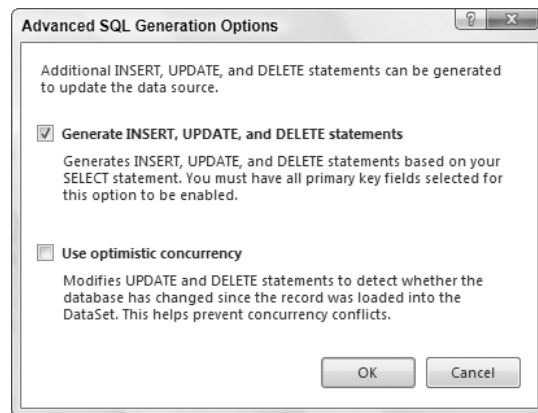 Advanced SQL Generation Options
Additional INSERT, UPDATE, and DELETE statements can be generated
to update the data source.
Generate INSERT, UPDATE, and DELETE statements
Generates INSERT, UPDATE, and DELETE statements based on your
SELECT statement. You must have all primary key fields selected for
this option to be enabled.
Use optimistic concurrency
Modifies UPDATE and DELETE statements to detect whether the
database has changed since the record was loaded into the
DataSet. This helps prevent concurrency conflicts.
OK Cancel